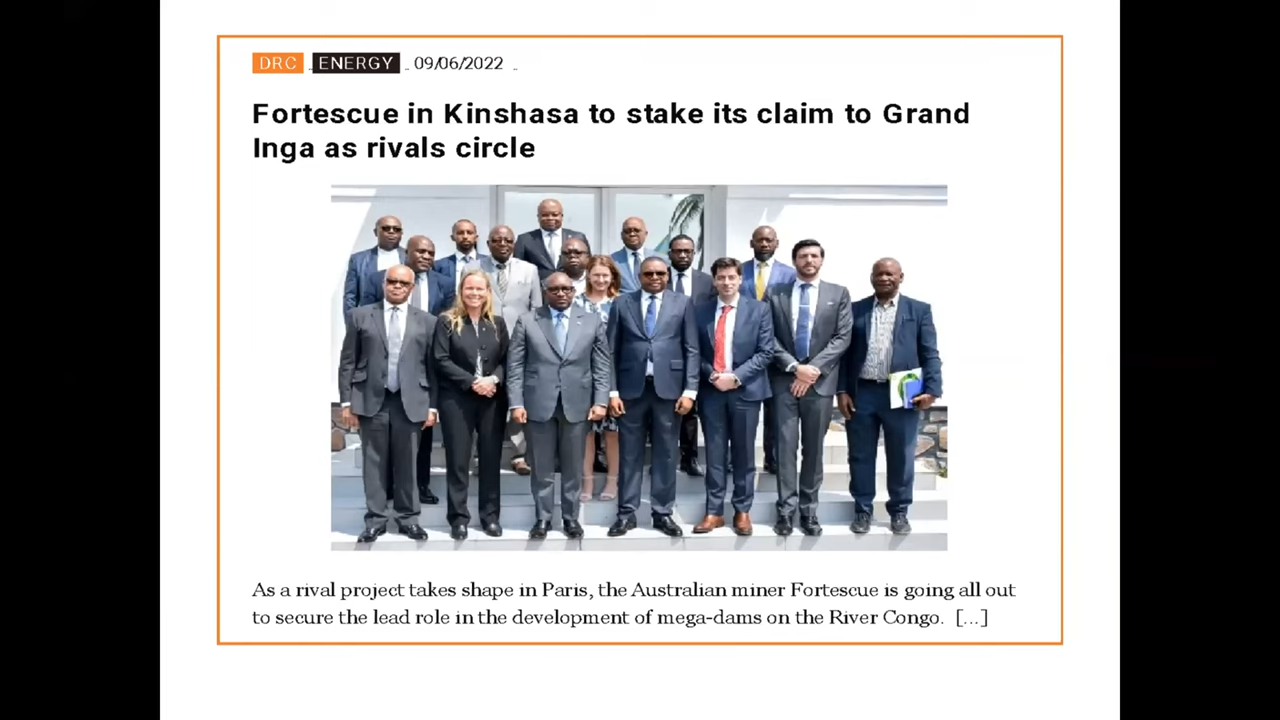 DRC ENERGY 09/06/2022
Fortescue in Kinshasa to stake its claim to Grand
Inga as rivals circle
As a rival project takes shape in Paris, the Australian miner Fortescue is going all out
to secure the lead role in the development of mega-dams on the River Congo. [...]